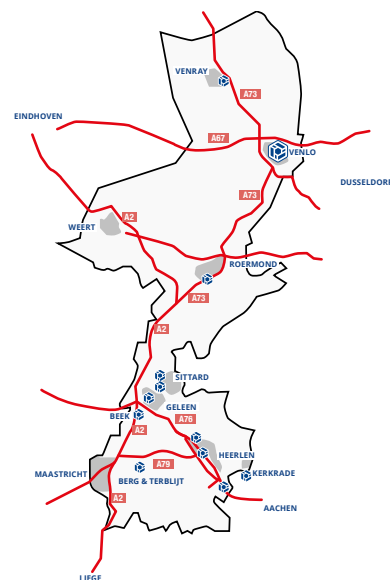 VENRAY
A73
EINDHOVEN
A67
VENLO
DUSSELDORF
A73
A2
WEERT
ROERMOND
A73
A2
SITTARD
GELEEN
BEEK
A76
A2
HEERLEN
A79
MAASTRICHT
KERKRADE
BERG & TERBLIJT
A2
AACHEN
LIEGE